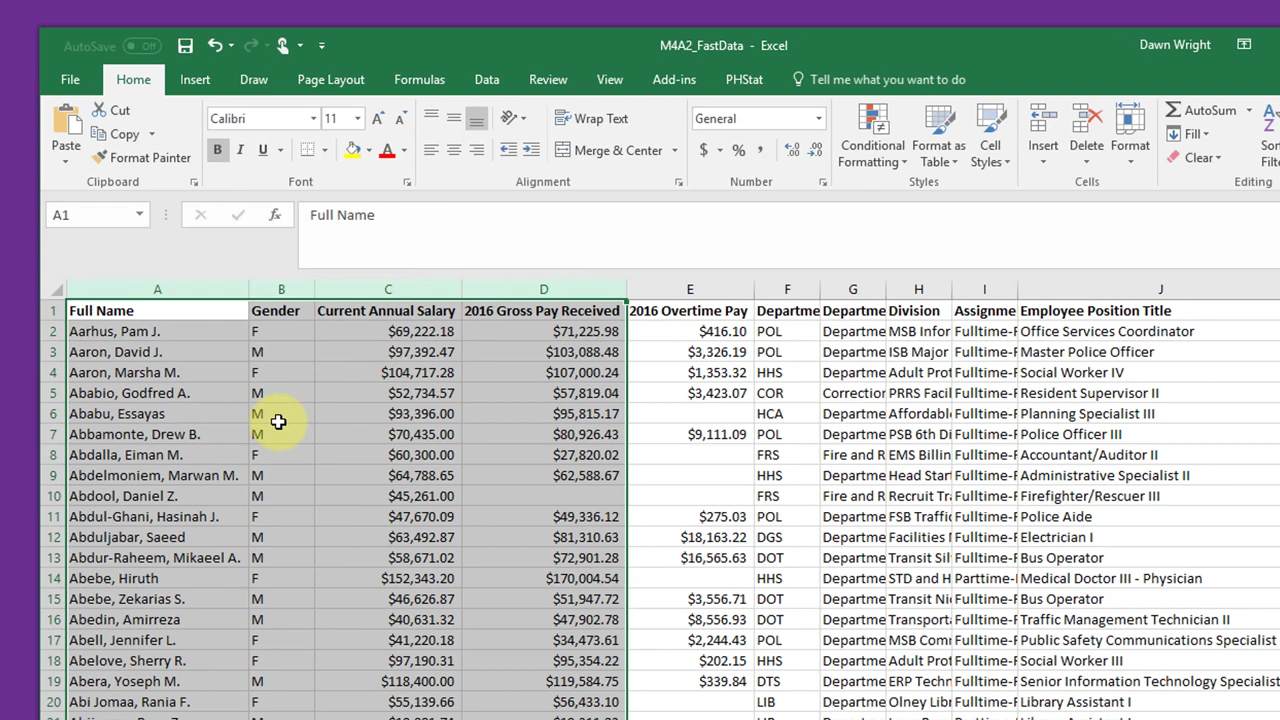 AutoSave Off M4A2_FastData - Excel Dawn Wright
File Home Insert Draw Page Layout Formulas Data Review View Add-ins PHStat Tell me what you want to do
Paste Cut
Copy
Format Painter
Clipboard
Calibri 11
B I U A
Font
Wrap Text
Merge & Center
Alignment
General
$ % ,
Number
Conditional Formatting
Format as Table
Cell Styles
Styles
Insert Delete Format
Cells
AutoSum
Fill
Clear
Editing
A1 fx Full Name
A B C D E F G H I J
1 Full Name Gender Current Annual Salary 2016 Gross Pay Received 2016 Overtime Pay Departme Departme Division Assignme Employee Position Title
2 Aarhus, Pam J. F $69,222.18 $71,225.98 $416.10 POL Departme MSB Infor Fulltime-F Office Services Coordinator
3 Aaron, David J. M $97,392.47 $103,088.48 $3,326.19 POL Departme ISB Major Fulltime-F Master Police Officer
4 Aaron, Marsha M. F $104,717.28 $107,000.24 $1,353.32 HHS Departme Adult Prot Fulltime-F Social Worker IV
5 Ababio, Godfred A. M $52,734.57 $57,819.04 $3,423.07 COR Correction PRRS Facil Fulltime-F Resident Supervisor II
6 Ababu, Essayas M $93,396.00 $95,815.17 HCA Departme Affordabl Fulltime-F Planning Specialist III
7 Abbamonte, Drew B. M $70,435.00 $80,926.43 $9,111.09 POL Departme PSB 6th Di Fulltime-F Police Officer III
8 Abdalla, Eiman M. F $60,300.00 $27,820.02 FRS Fire and R EMS Billin Fulltime-F Accountant/Auditor II
9 Abdelmoniem, Marwan M. M $64,788.65 $62,588.67 HHS Departme Head Start Fulltime-F Administrative Specialist II
10 Abdool, Daniel Z. M $45,261.00 FRS Fire and R Recruit Tra Fulltime-F Firefighter/Rescuer III
11 Abdul-Ghani, Hasinah J. F $47,670.09 $49,336.12 $275.03 POL Departme FSB Traffic Fulltime-F Police Aide
12 Abduljabar, Saeed M $63,492.87 $81,310.63 $18,163.22 DGS Departme Facilities Fulltime-F Electrician I
13 Abdur-Raheem, Mikaeel A. M $58,671.02 $72,901.28 $16,565.63 DOT Departme Transit Sil Fulltime-F Bus Operator
14 Abebe, Hiruth F $152,343.20 $170,004.54 HHS Departme STD and H Parttime-F Medical Doctor III - Physician
15 Abebe, Zekarias S. M $46,626.87 $51,947.72 $3,556.71 DOT Departme Transit Ni Fulltime-F Bus Operator
16 Abedin, Amirreza M $40,631.32 $47,902.78 $8,556.93 DOT Departme Transporta Fulltime-F Traffic Management Technician II
17 Abell, Jennifer L. F $41,220.18 $34,473.61 $2,244.43 POL Departme MSB Com Fulltime-F Public Safety Communications Specialist
18 Abelove, Sherry R. F $97,190.31 $95,354.22 $202.15 HHS Departme Adult Prot Fulltime-F Social Worker III
19 Abera, Yoseph M. M $118,400.00 $119,584.75 $339.84 DTS Departme ERP Techn Fulltime-F Senior Information Technology Specialist
20 Abi Jomaa, Rania F. F $55,139.66 $56,433.10 LIB Departme Olney Libr Fulltime-F Library Assistant I